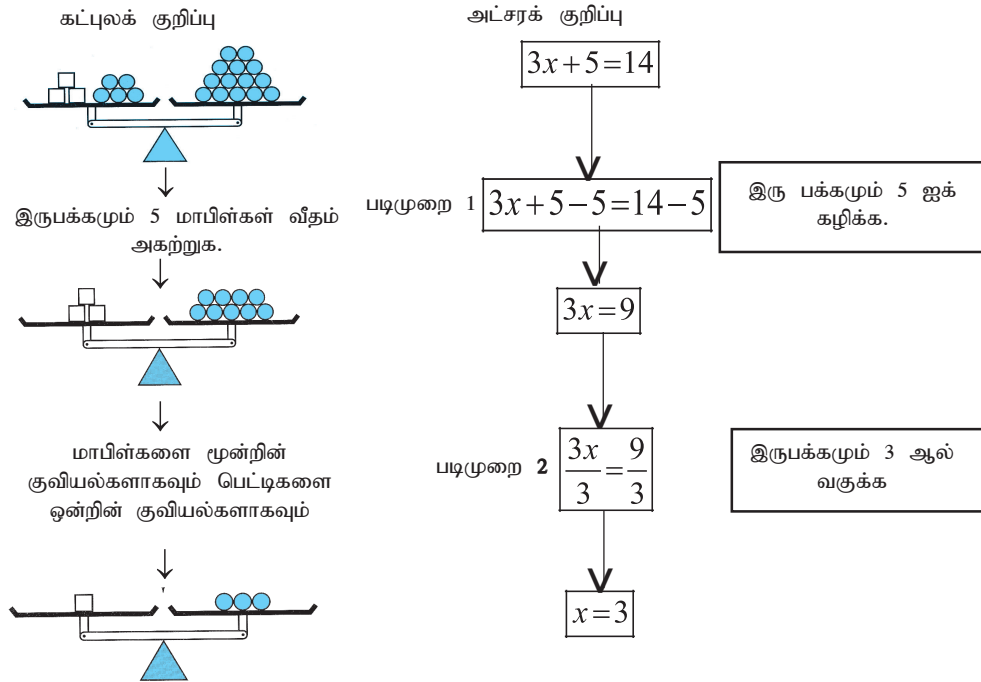 கட்புலக் குறிப்பு
இருபக்கமும் 5 மாபிள்கள் வீதம்
அகற்றுக.
மாபிள்களை மூன்றின்
குவியல்களாகவும் பெட்டிகளை
ஒன்றின் குவியல்களாகவும்
அட்சரக் குறிப்பு
3x+5=14
படிமுறை 1 3x+5−5=14−5
இரு பக்கமும் 5 ஐக்
கழிக்க.
3x=9
படிமுறை 2 3x/3=9/3
இருபக்கமும் 3 ஆல்
வகுக்க
x=3